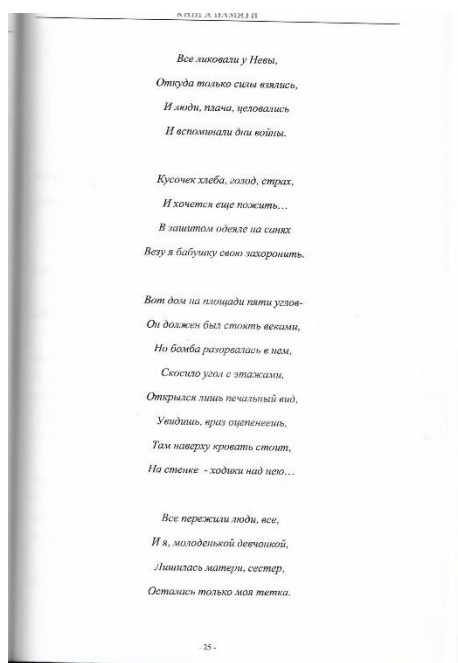 КНИГА ПАМЯТИ
Все ликовали у Невы,
Откуда только силы взялись,
И люди, плача, целовались
И вспоминали дни войны.
Кусочек хлеба, голод, страх,
И хочется еще пожить…
В зашитом одеяле на санях
Везу я бабушку свою захоронить.
Вот дом на площади пяти углов-
Он должен был стоять веками,
Но бомба разорвалась в нем,
Скосило угол с этажами.
Открылся лишь печальный вид,
Увидишь, враз оцепенеешь,
Там наверху кровать стоит,
На стенке - ходики над нею…
Все пережили люди, все,
И я, молоденькой девчонкой,
Лишилась матери, сестер,
Осталась только моя тетка.
- 25 -